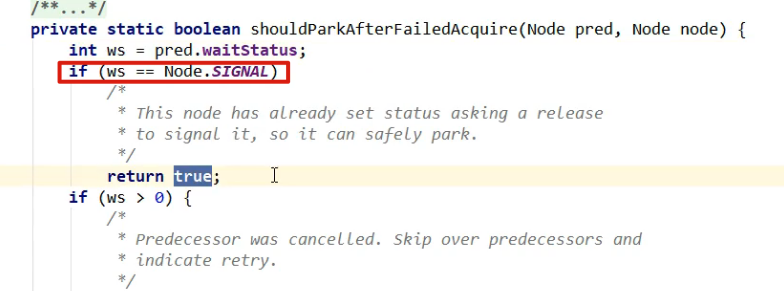 /**...*/
private static boolean shouldParkAfterFailedAcquire(Node pred, Node node) {
int ws = pred.waitStatus;
if (ws == Node.SIGNAL)
/*
* This node has already set status asking a release
* to signal it, so it can safely park.
*/
return true;
if (ws > 0) {
/*
* Predecessor was cancelled. Skip over predecessors and
* indicate retry.
*/